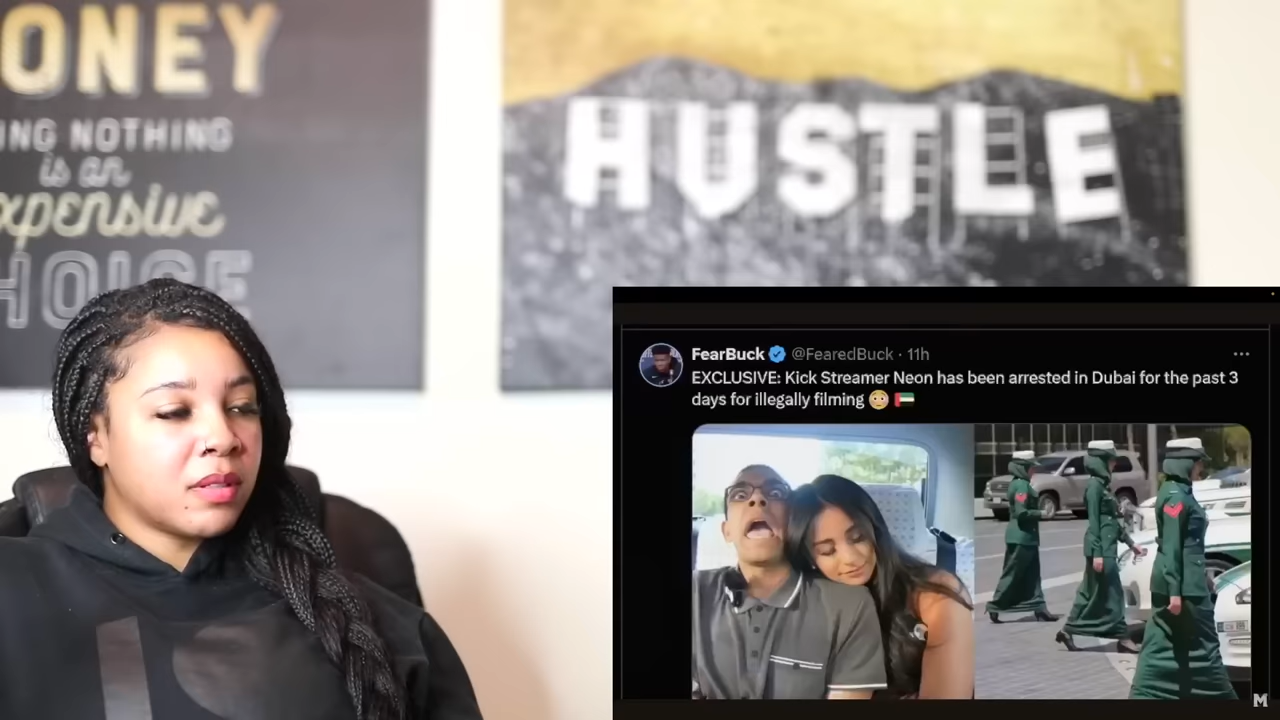 ONEY
ING NOTHING
is an
xpensive
HOICE
HUSTLE
FearBuck @FearedBuck · 11h
EXCLUSIVE: Kick Streamer Neon has been arrested in Dubai for the past 3
days for illegally filming 😳 🇦🇪
M